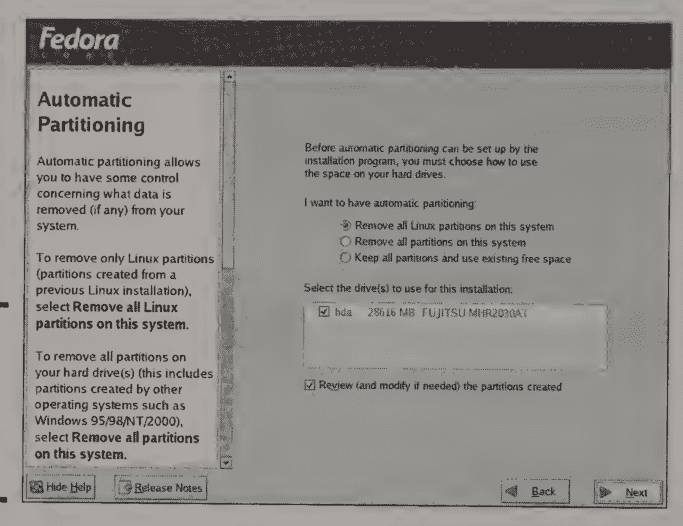 Fedora
Automatic
Partitioning
Automatic partitioning allows
you to have some control
concerning what data is
removed (if any) from your
system.
To remove only Linux partitions
(partitions created from a
previous Linux installation),
select Remove all Linux
partitions on this system.
To remove all partitions on
your hard drive(s) (this includes
partitions created by other
operating systems such as
Windows 95/98/NT/2000),
select Remove all partitions
on this system.
Before automatic partitioning can be set up by the
installation program, you must choose how to use
the space on your hard drives.
I want to have automatic partitioning:
Remove all Linux partitions on this system
Remove all partitions on this system
Keep all partitions and use existing free space
Select the drive(s) to use for this installation:
hda 28616 MB FUJITSU MHR2030AT
Review (and modify if needed) the partitions created
Hide Help
Release Notes
Back
Next